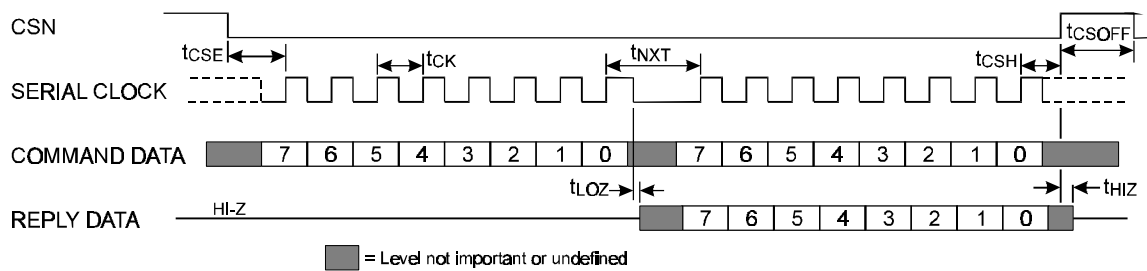 CSN
tCSOFF
tCSE
tCK
tNXT
tCSH
SERIAL CLOCK
COMMAND DATA
7 6 5 4 3 2 1 0 7 6 5 4 3 2 1 0
tLOZ
tHIZ
REPLY DATA
HI-Z
7 6 5 4 3 2 1 0
= Level not important or undefined